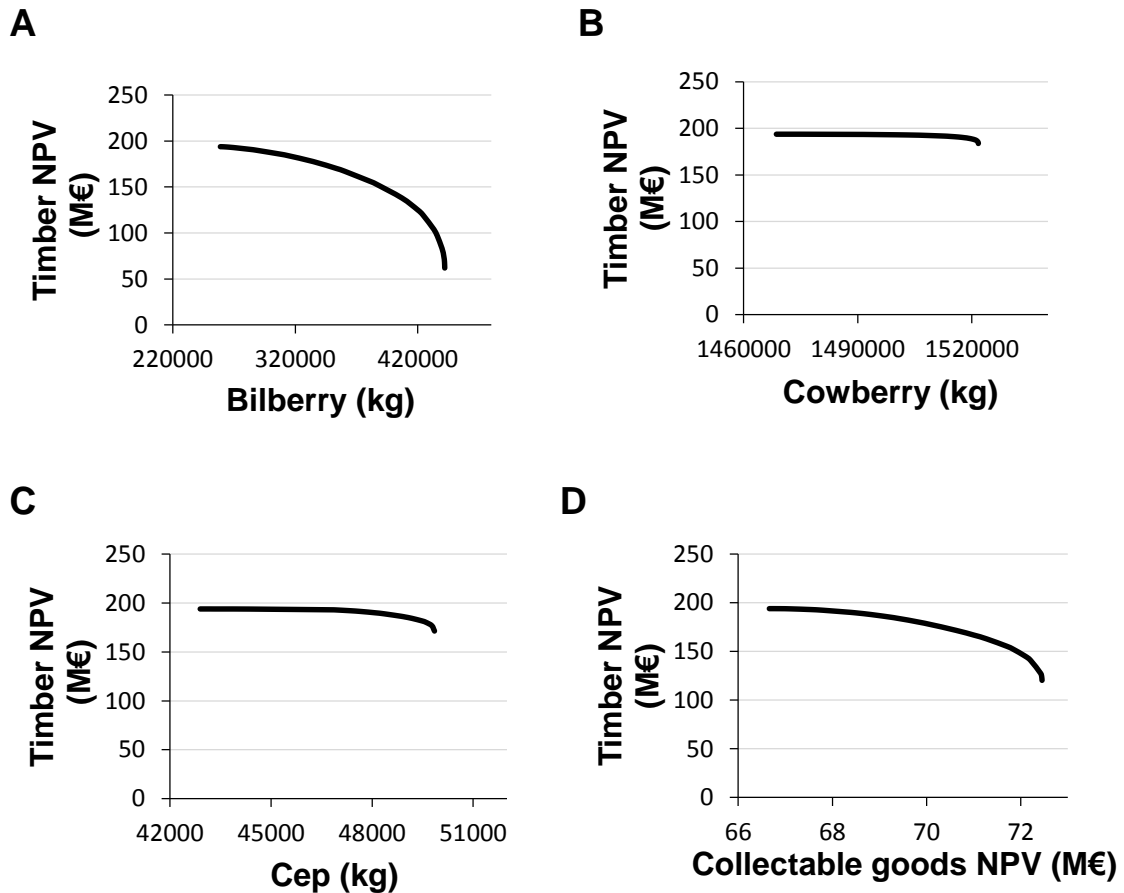 A
Timber NPV
(M€)
250
200
150
100
50
0
220000 320000 420000
Bilberry (kg)
B
Timber NPV
(M€)
250
200
150
100
50
0
1460000 1490000 1520000
Cowberry (kg)
C
Timber NPV
(M€)
250
200
150
100
50
0
42000 45000 48000 51000
Cep (kg)
D
Timber NPV
(M€)
250
200
150
100
50
0
66 68 70 72
Collectable goods NPV (M€)